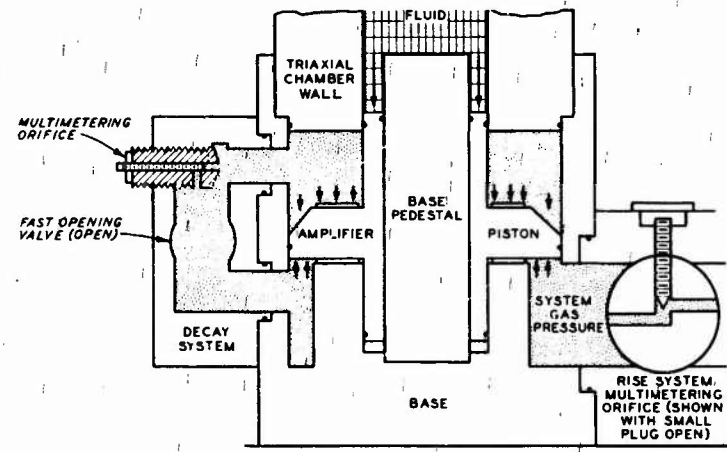 FLUID
TRIAXIAL
CHAMBER
WALL
MULTIMETERING
ORIFICE
FAST OPENING
VALVE (OPEN)
AMPLIFIER
BASE
PEDESTAL
PISTON
SYSTEM
GAS
PRESSURE
DECAY
SYSTEM
BASE
RISE SYSTEM
MULTIMETERING
ORIFICE (SHOWN
WITH SMALL
PLUG OPEN)